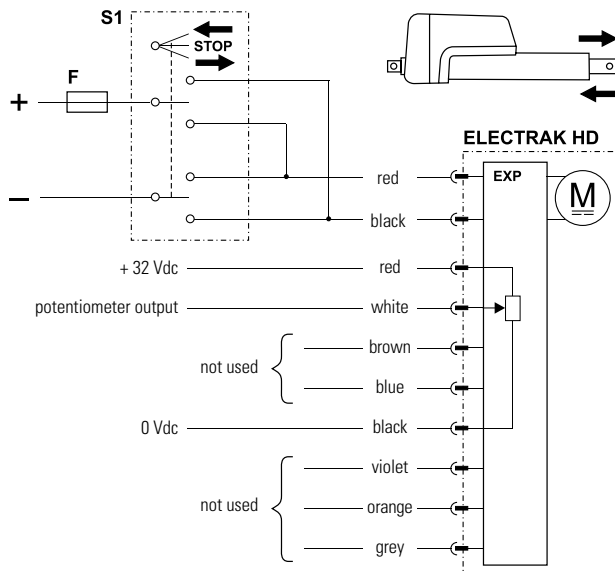 S1
STOP
F
+
–
ELECTRAK HD
EXP
M
red
black
+ 32 Vdc red
potentiometer output white
brown
not used
blue
0 Vdc black
violet
not used orange
grey